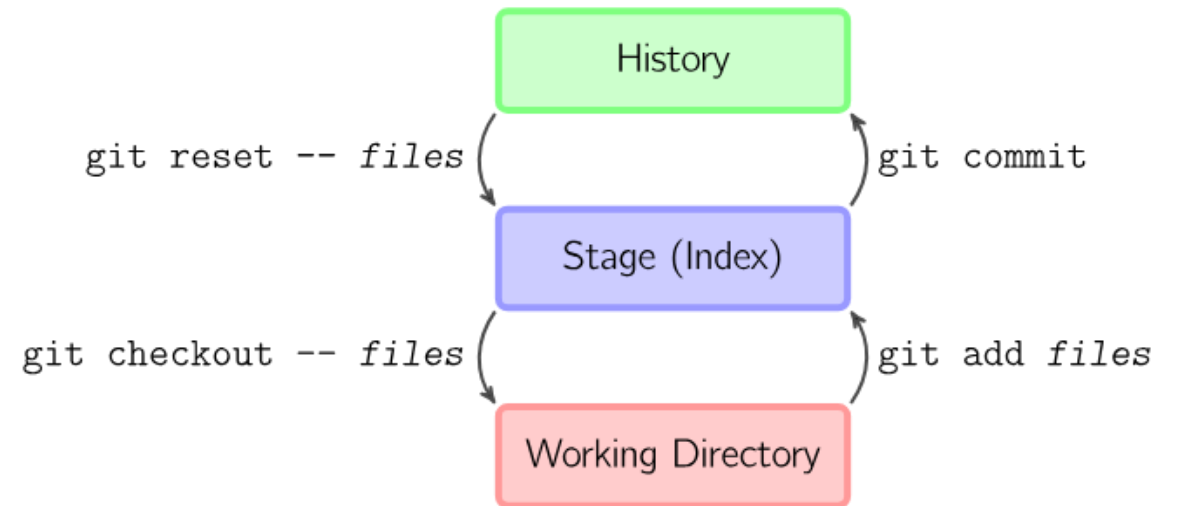 History
git reset -- files
git commit
Stage (Index)
git checkout -- files
git add files
Working Directory